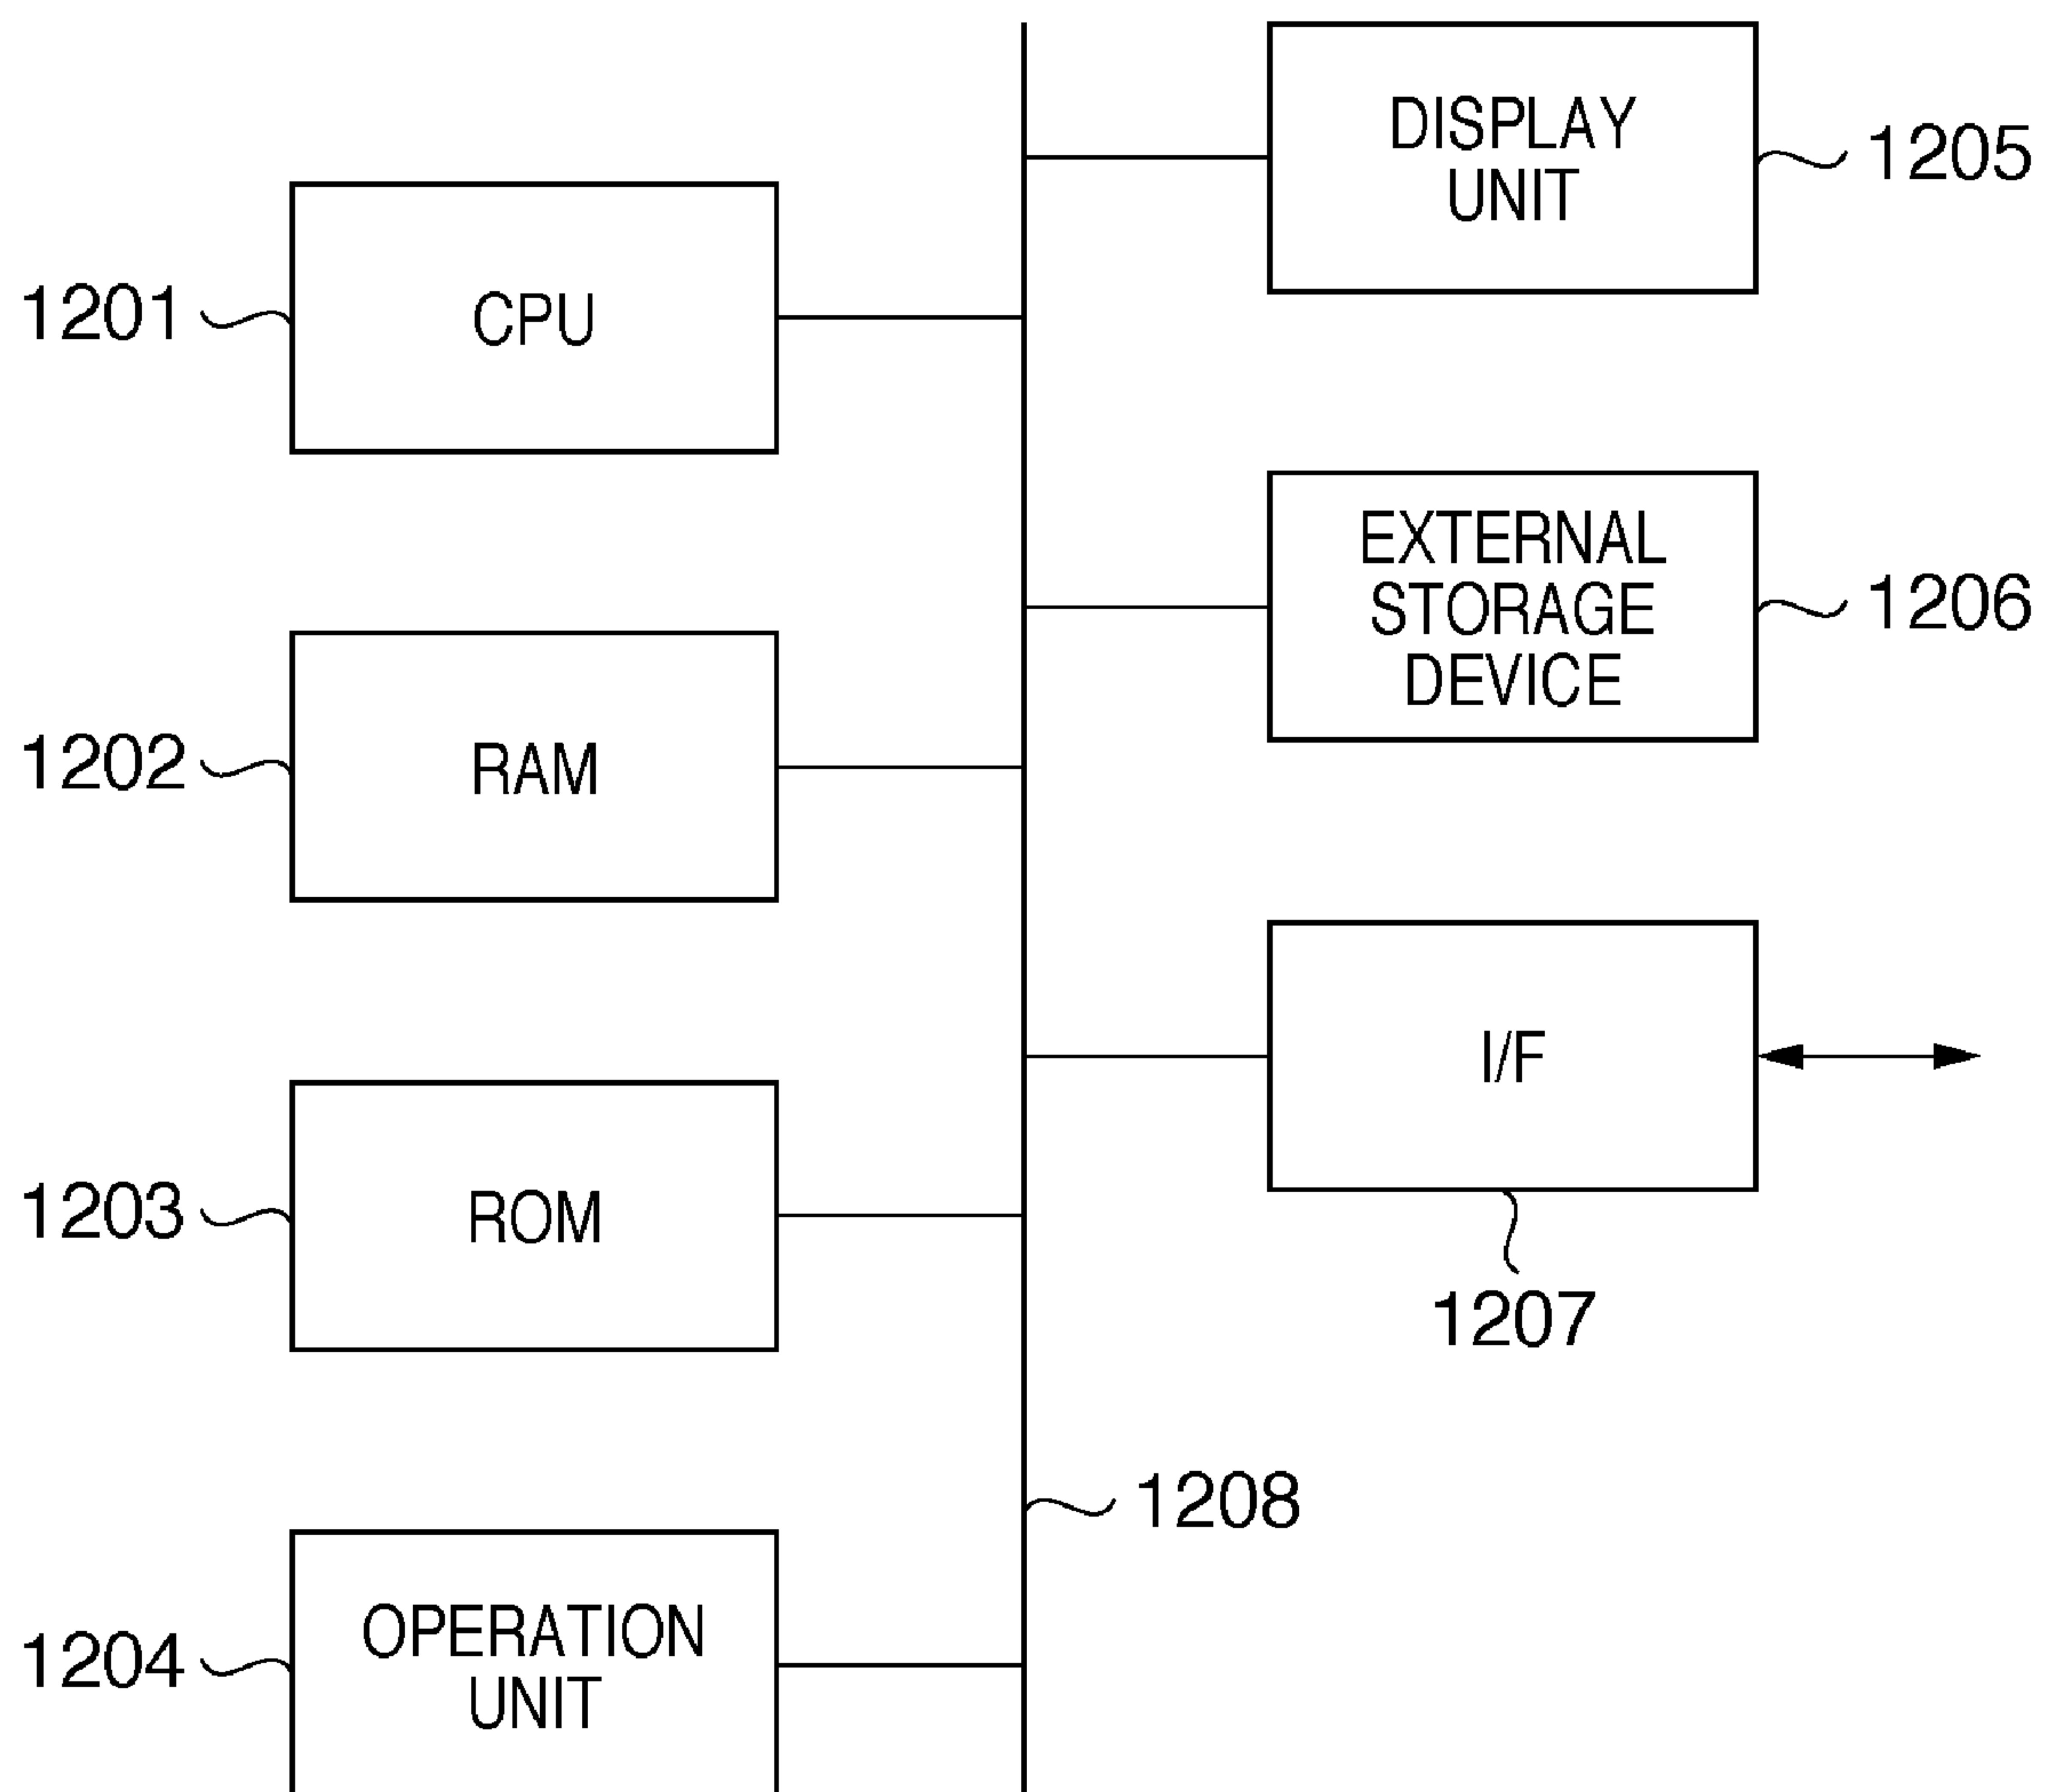 1201
CPU
1202
RAM
1203
ROM
1204
OPERATION
UNIT
DISPLAY
UNIT
1205
EXTERNAL
STORAGE
DEVICE
1206
I/F
1207
1208